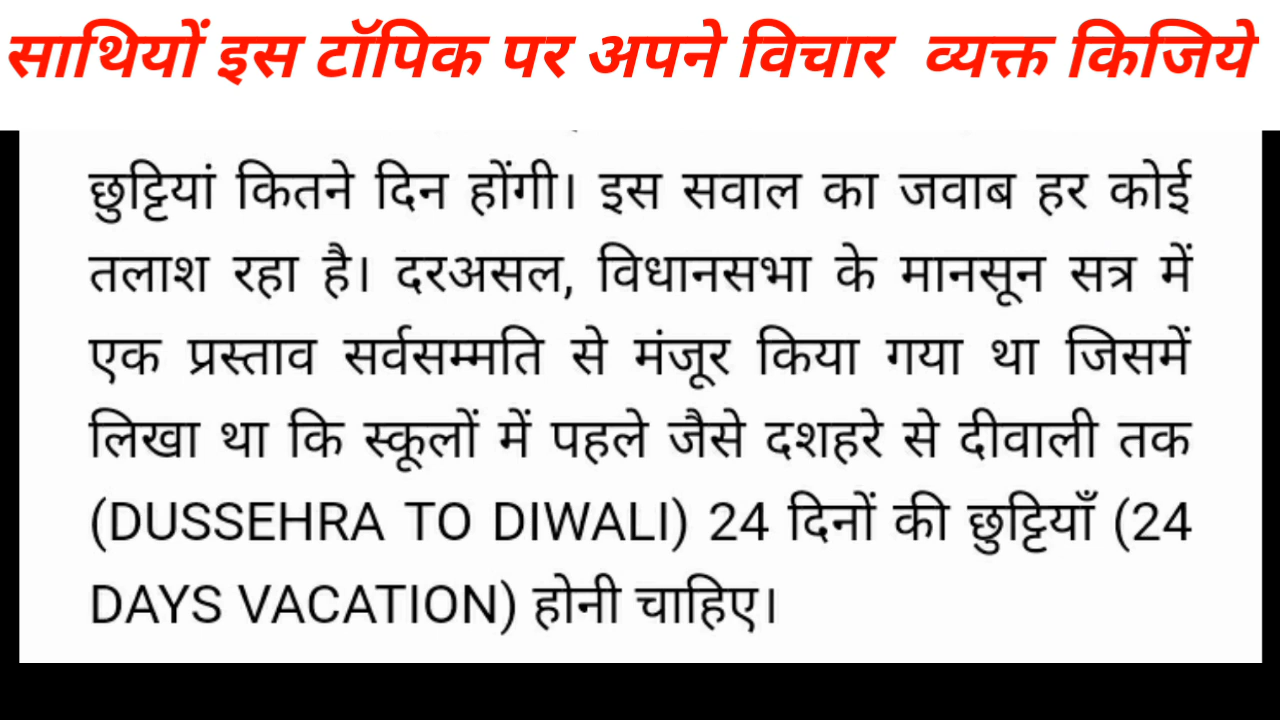 साथियों इस टॉपिक पर अपने विचार व्यक्त किजिये
छुट्टियां कितने दिन होंगी। इस सवाल का जवाब हर कोई
तलाश रहा है। दरअसल, विधानसभा के मानसून सत्र में
एक प्रस्ताव सर्वसम्मति से मंजूर किया गया था जिसमें
लिखा था कि स्कूलों में पहले जैसे दशहरे से दीवाली तक
(DUSSEHRA TO DIWALI) 24 दिनों की छुट्टियाँ (24
DAYS VACATION) होनी चाहिए।